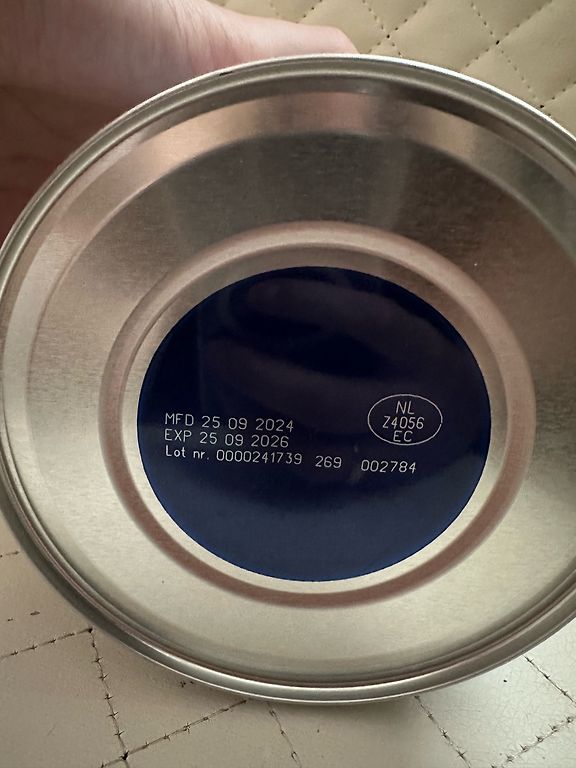 MFD 25 09 2024
EXP 25 09 2026
Lot nr. 0000241739 269 002784
NL
Z4056
EC